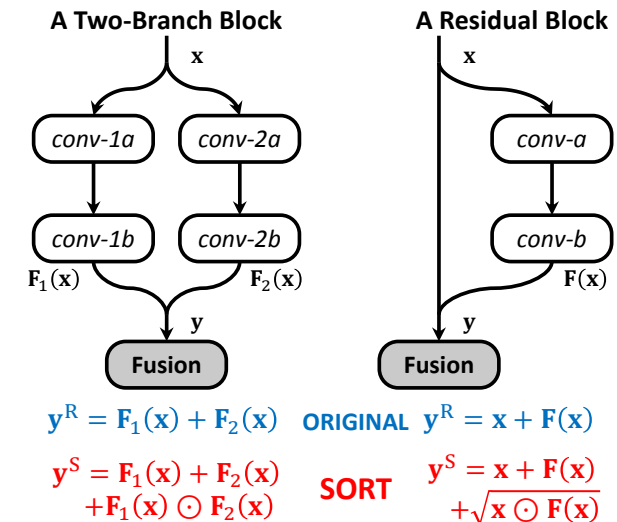 A Two-Branch Block
x
conv-1a
conv-2a
conv-1b
conv-2b
F₁(x)
F₂(x)
y
Fusion
A Residual Block
x
conv-a
conv-b
F(x)
y
Fusion
yᴿ = F₁(x) + F₂(x) ORIGINAL yᴿ = x + F(x)
yˢ = F₁(x) + F₂(x)
+F₁(x) ⊙ F₂(x)
SORT
yˢ = x + F(x)
+√(x ⊙ F(x))